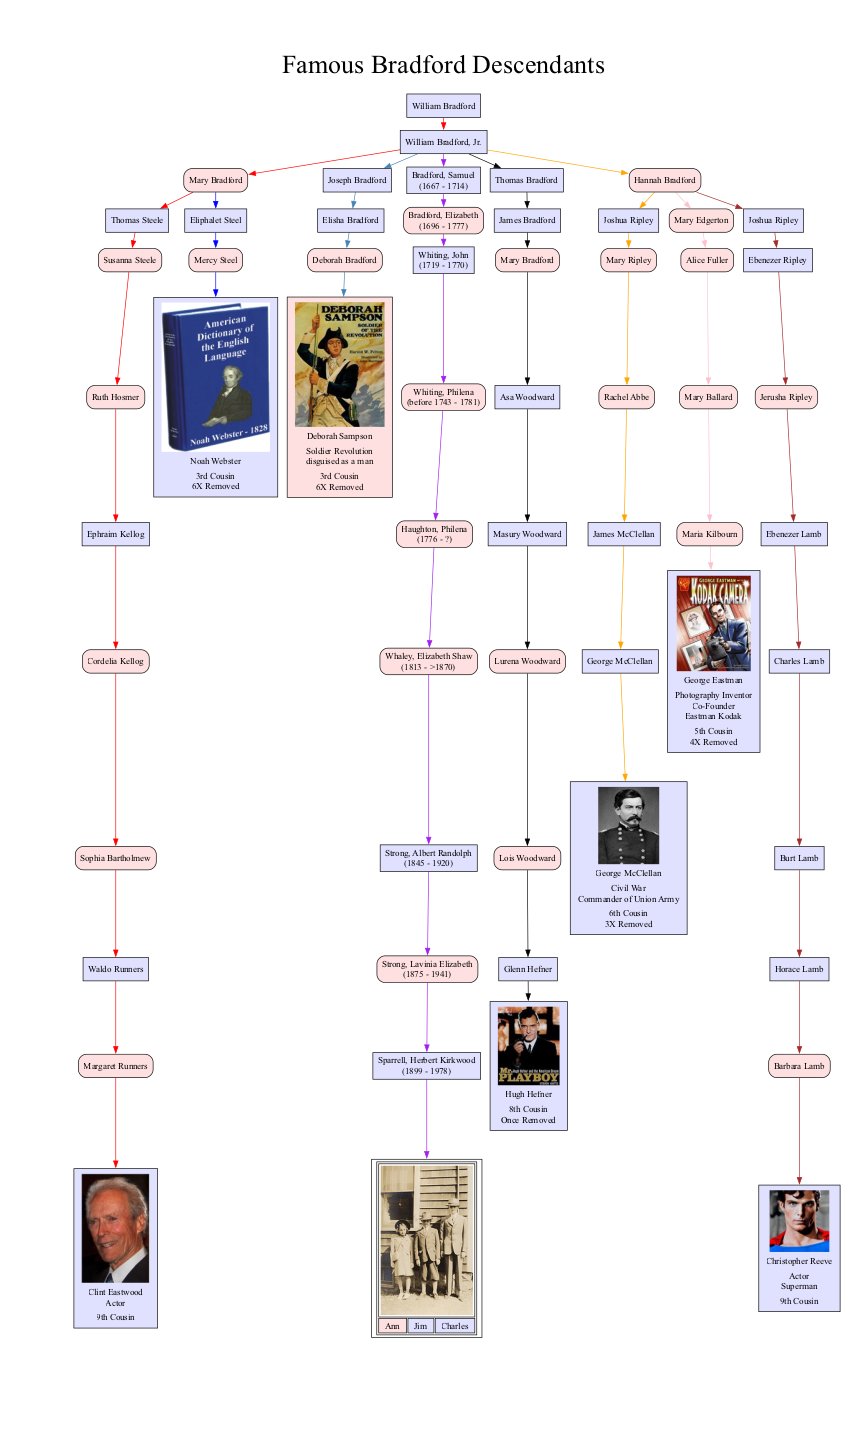 Famous Bradford Descendants
William Bradford
William Bradford, Jr.
Mary Bradford
Joseph Bradford
Bradford, Samuel
(1667 - 1714)
Thomas Bradford
Hannah Bradford
Thomas Steele
Eliphalet Steel
Elisha Bradford
Bradford, Elizabeth
(1696 - 1777)
James Bradford
Joshua Ripley
Mary Edgerton
Joshua Ripley
Susanna Steele
Mercy Steel
Deborah Bradford
Whiting, John
(1719 - 1770)
Mary Bradford
Mary Ripley
Alice Fuller
Ebenezer Ripley
American
Dictionary of
the English
Language
Noah Webster - 1828
Noah Webster
3rd Cousin
6X Removed
DEBORAH
SAMPSON
SOLDIER
OF THE
REVOLUTION
Deborah Sampson
Soldier Revolution
disguised as a man
3rd Cousin
6X Removed
Ruth Hosmer
Whiting, Philena
(before 1743 - 1781)
Asa Woodward
Rachel Abbe
Mary Ballard
Jerusha Ripley
Ephraim Kellog
Haughton, Philena
(1776 - ?)
Masury Woodward
James McClellan
Maria Kilbourn
Ebenezer Lamb
GEORGE EASTMAN
KODAK CAMERA
George Eastman
Photography Inventor
Co-Founder
Eastman Kodak
5th Cousin
4X Removed
Cordelia Kellog
Whaley, Elizabeth Shaw
(1813 - >1870)
Lurena Woodward
George McClellan
Charles Lamb
George McClellan
Civil War
Commander of Union Army
6th Cousin
3X Removed
Sophia Bartholmew
Strong, Albert Randolph
(1845 - 1920)
Lois Woodward
Burt Lamb
Waldo Runners
Strong, Lavinia Elizabeth
(1875 - 1941)
Glenn Hefner
Horace Lamb
Mr.
PLAYBOY
Hugh Hefner
8th Cousin
Once Removed
Margaret Runners
Sparrell, Herbert Kirkwood
(1899 - 1978)
Barbara Lamb
Clint Eastwood
Actor
9th Cousin
Ann Jim Charles
Christopher Reeve
Actor
Superman
9th Cousin